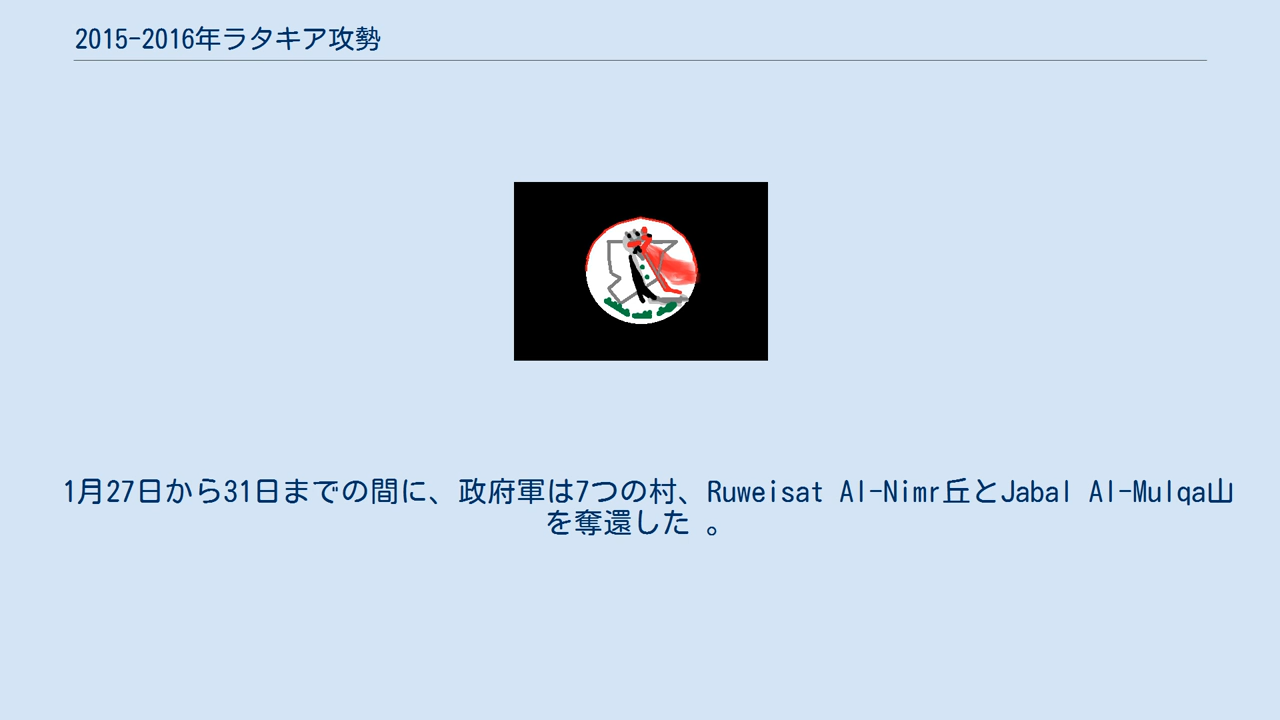 2015-2016年ラタキア攻勢
1月27日から31日までの間に、政府軍は7つの村、Ruweisat Al-Nimr丘とJabal Al-Mulqa山
を奪還した 。